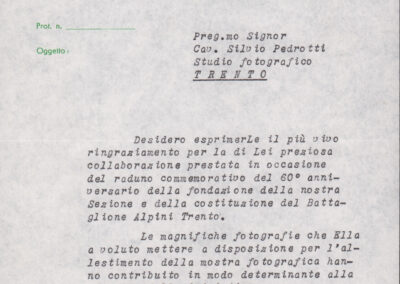 Prot. n.
Oggetto:
Preg.mo Signor
Cav. Silvio Pedrotti
Studio fotografico
TRENTO
Desidero esprimerLe il più vivo
ringraziamento per la di Lei preziosa
collaborazione prestata in occasione
del raduno commemorativo del 60° anni-
versario della fondazione della nostra
Sezione e della costituzione del Batta-
glione Alpini Trento.
Le magnifiche fotografie che Ella
a voluto mettere a disposizione per l'al-
lestimento della mostra fotografica han-
no contribuito in modo determinante alla